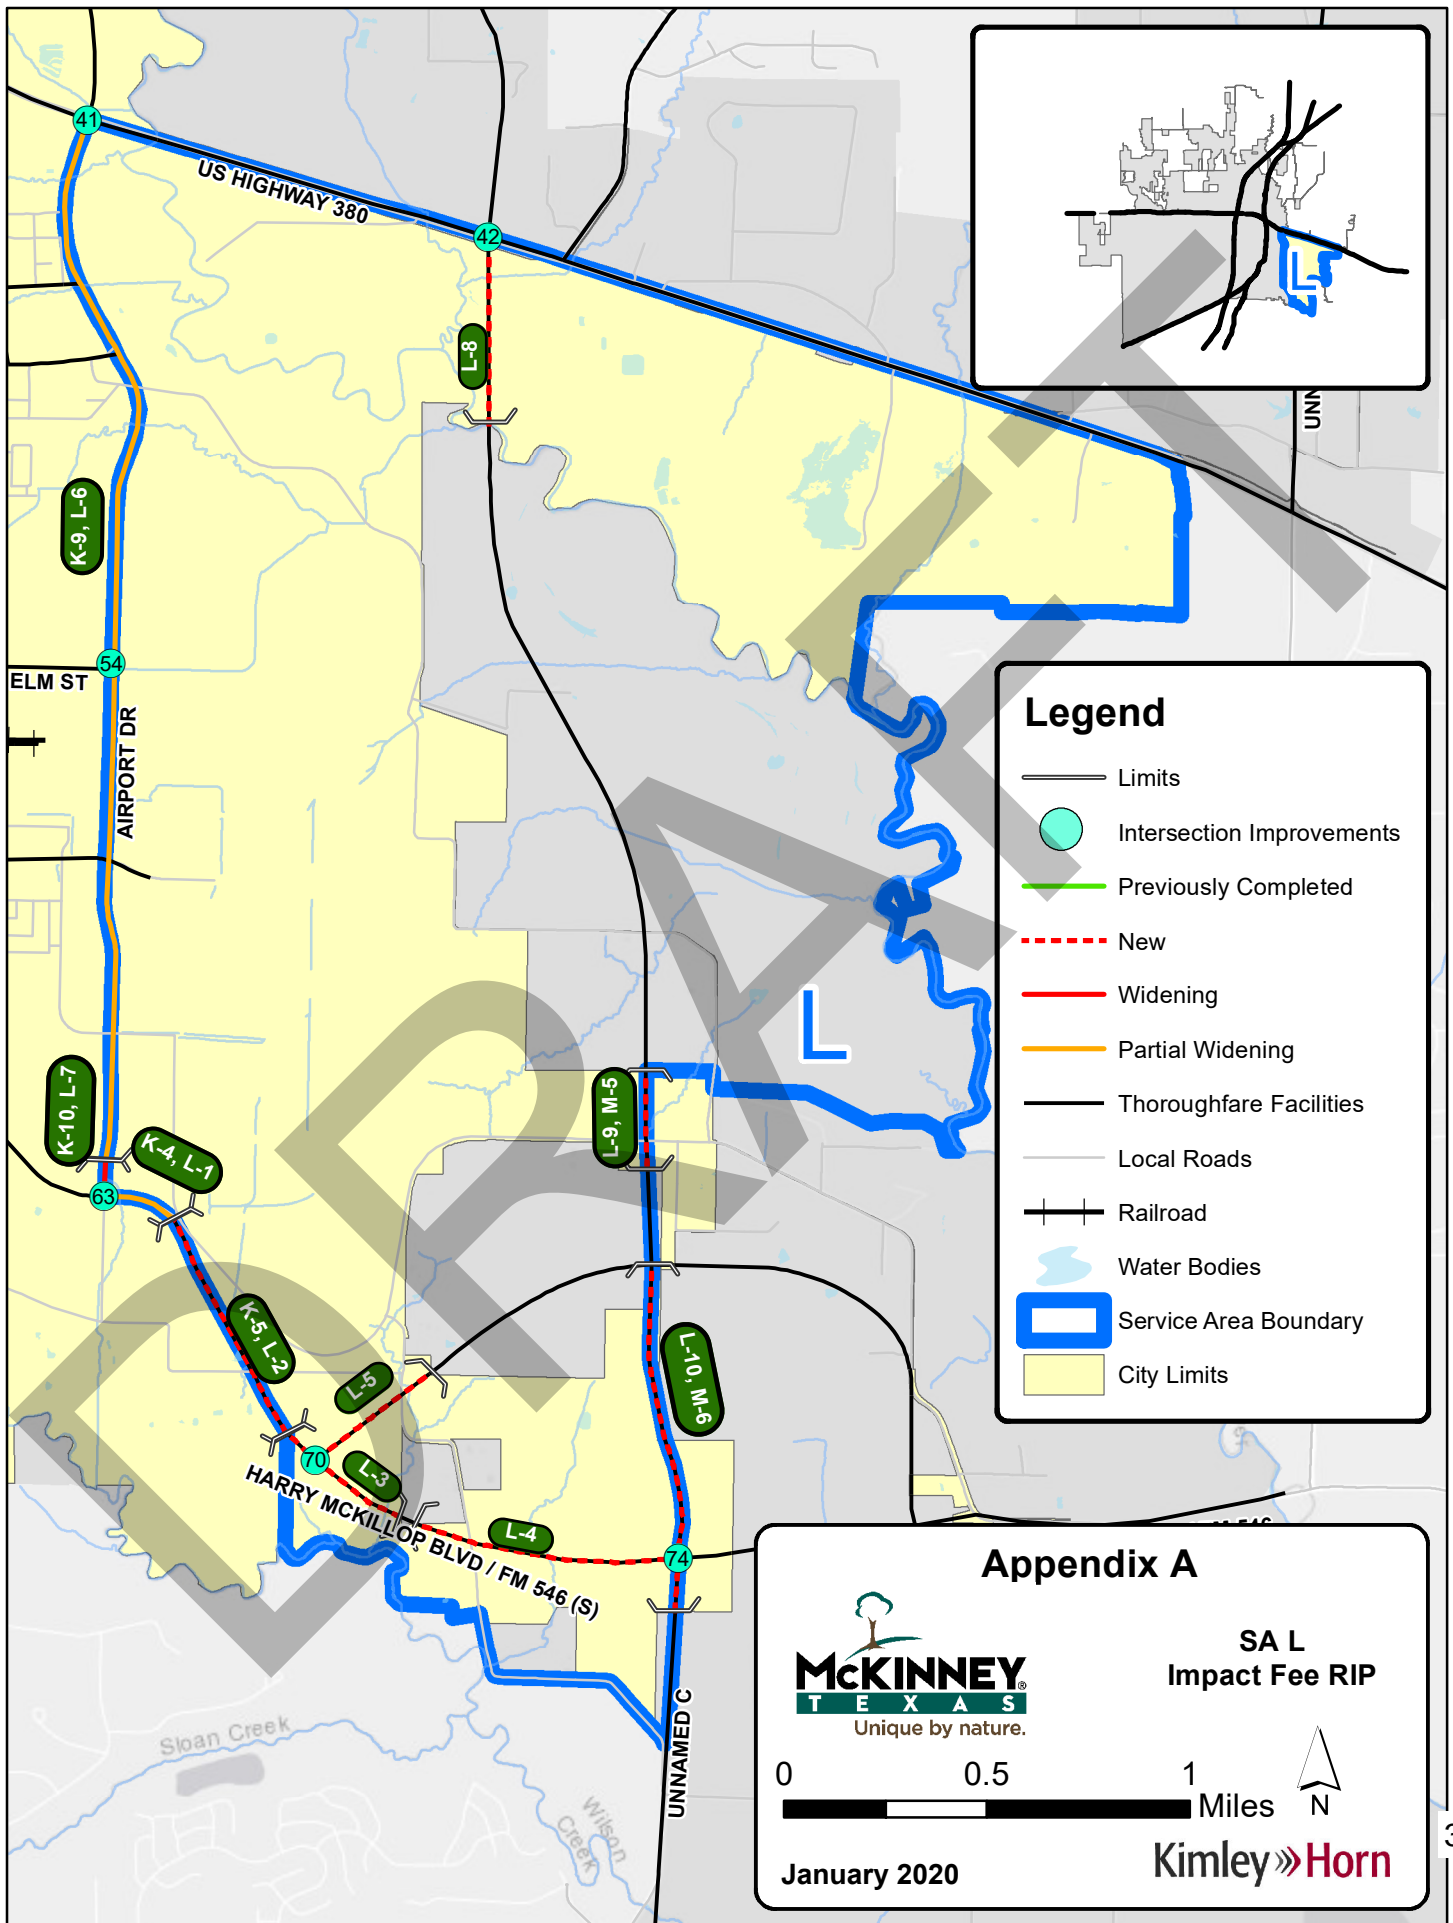 41
US HIGHWAY 380
42
L
L-8
UNN
K-9, L-6
54
ELM ST
AIRPORT DR
Legend
Limits
Intersection Improvements
Previously Completed
New
Widening
Partial Widening
Thoroughfare Facilities
Local Roads
Railroad
Water Bodies
Service Area Boundary
City Limits
L
K-10, L-7
K-4, L-1
L-9, M-5
63
K-5, L-2
L-5
L-10, M-6
70
L-3
HARRY MCKILLOP BLVD / FM 546 (S)
L-4
74
UNNAMED C
Sloan Creek
Wilson
Creek
Appendix A
McKINNEY®
TEXAS
Unique by nature.
SA L
Impact Fee RIP
0 0.5 1
Miles
N
January 2020
Kimley»Horn
3
DRAFT